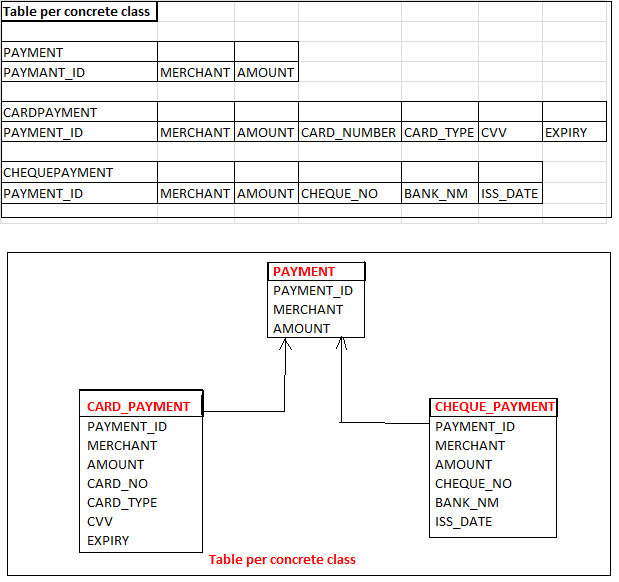 Table per concrete class
PAYMENT
PAYMANT_ID MERCHANT AMOUNT
CARDPAYMENT
PAYMENT_ID MERCHANT AMOUNT CARD_NUMBER CARD_TYPE CVV EXPIRY
CHEQUEPAYMENT
PAYMENT_ID MERCHANT AMOUNT CHEQUE_NO BANK_NM ISS_DATE
PAYMENT
PAYMENT_ID
MERCHANT
AMOUNT
CARD_PAYMENT
PAYMENT_ID
MERCHANT
AMOUNT
CARD_NO
CARD_TYPE
CVV
EXPIRY
CHEQUE_PAYMENT
PAYMENT_ID
MERCHANT
AMOUNT
CHEQUE_NO
BANK_NM
ISS_DATE
Table per concrete class